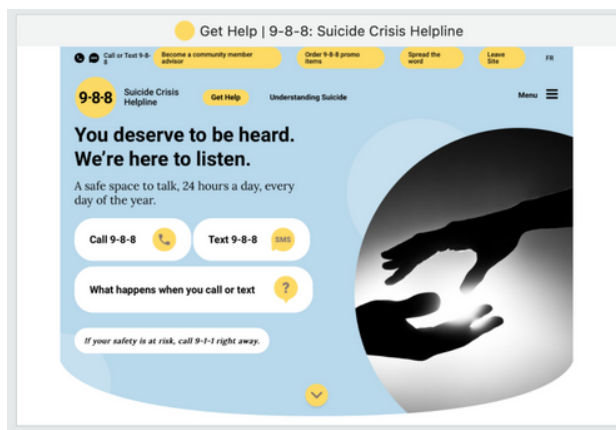 Get Help | 9-8-8: Suicide Crisis Helpline
Call or Text 9-8-
8
Become a community member
advisor
Order 9-8-8 promo
items
Spread the
word
Leave
Site
FR
9-8-8
Suicide Crisis
Helpline
Get Help
Understanding Suicide
Menu
You deserve to be heard.
We’re here to listen.
A safe space to talk, 24 hours a day, every
day of the year.
Call 9-8-8
Text 9-8-8
SMS
What happens when you call or text
?
If your safety is at risk, call 9-1-1 right away.